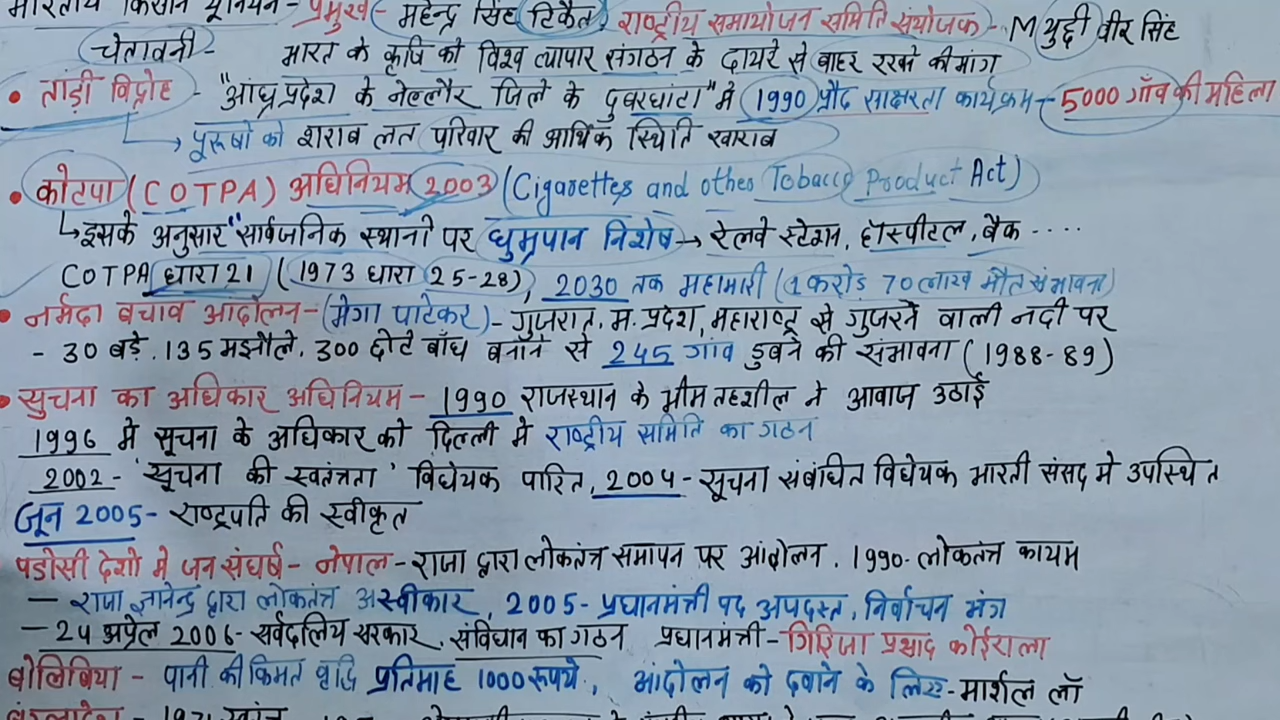 भारतीय किसान यूनियन - प्रमुख - महेन्द्र सिंह टिकैत, राष्ट्रीय समायोजन समिति संयोजक - M युद्दी वीर सिंह
चेतावनी - भारत के कृषि को विश्व व्यापार संगठन के दायरे से बाहर रखने की मांग
• ताड़ी विद्रोह - "आंध्रप्रदेश के नेल्लौर जिले के दुबरघांटा" में 1990 प्रौढ़ साक्षरता कार्यक्रम - 5000 गाँव की महिला
↳ पुरूषों को शराब लत परिवार की आर्थिक स्थिति खराब
• कोटपा (COTPA) अधिनियम 2003 (Cigarettes and other Tobacco Product Act)
↳ इसके अनुसार "सार्वजनिक स्थानों पर धुम्रपान निशेष → रेलवे स्टेशन, हॉस्पीटल, बैंक ....
COTPA धारा 21 (1973 धारा 25-28), 2030 तक महामारी (1 करोड़ 70 लाख मौत संभावना)
• नर्मदा बचाव आंदोलन - (मेगा पाटेकर) - गुजरात, म. प्रदेश, महाराष्ट्र से गुजरने वाली नदी पर
- 30 बड़े, 135 मझौले, 300 छोटे बाँध बनाने से 245 गांव डुबने की संभावना (1988-89)
• सुचना का अधिकार अधिनियम - 1990 राजस्थान के भीम तहशील ने आवाज उठाई
1996 में सूचना के अधिकार को दिल्ली में राष्ट्रीय समिति का गठन
2002 - 'सूचना की स्वतंत्रता' विधेयक पारित, 2004 - सूचना संबंधित विधेयक भारती संसद में उपस्थित
जून 2005 - राष्ट्रपति की स्वीकृत
पडोसी देशो में जन संघर्ष - नेपाल - राजा द्वारा लोकतंत्र समापन पर आंदोलन. 1990 - लोकतंत्र कायम
- राजा ज्ञानेन्द्र द्वारा लोकतंत्र अस्वीकार, 2005 - प्रधानमंत्री पद अपदस्त, निर्वाचन भंग
- 24 अप्रेल 2006 - सर्वदलिय सरकार, संविधान का गठन प्रधानमंत्री - गिरिजा प्रसाद कोईराला
बोलिबिया - पानी की किमत वृद्धि प्रतिमाह 1000 रूपये, आंदोलन को दबाने के लिए - मार्शल लॉ
बंगलादेश - 1971